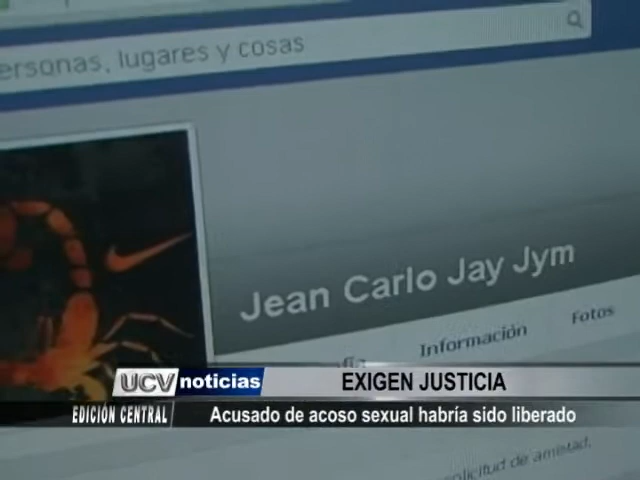 ersonas, lugares y cosas
Jean Carlo Jay Jym
Información
Fotos
UCV noticias
EXIGEN JUSTICIA
EDICIÓN CENTRAL
Acusado de acoso sexual habría sido liberado
solicitud de amistad.